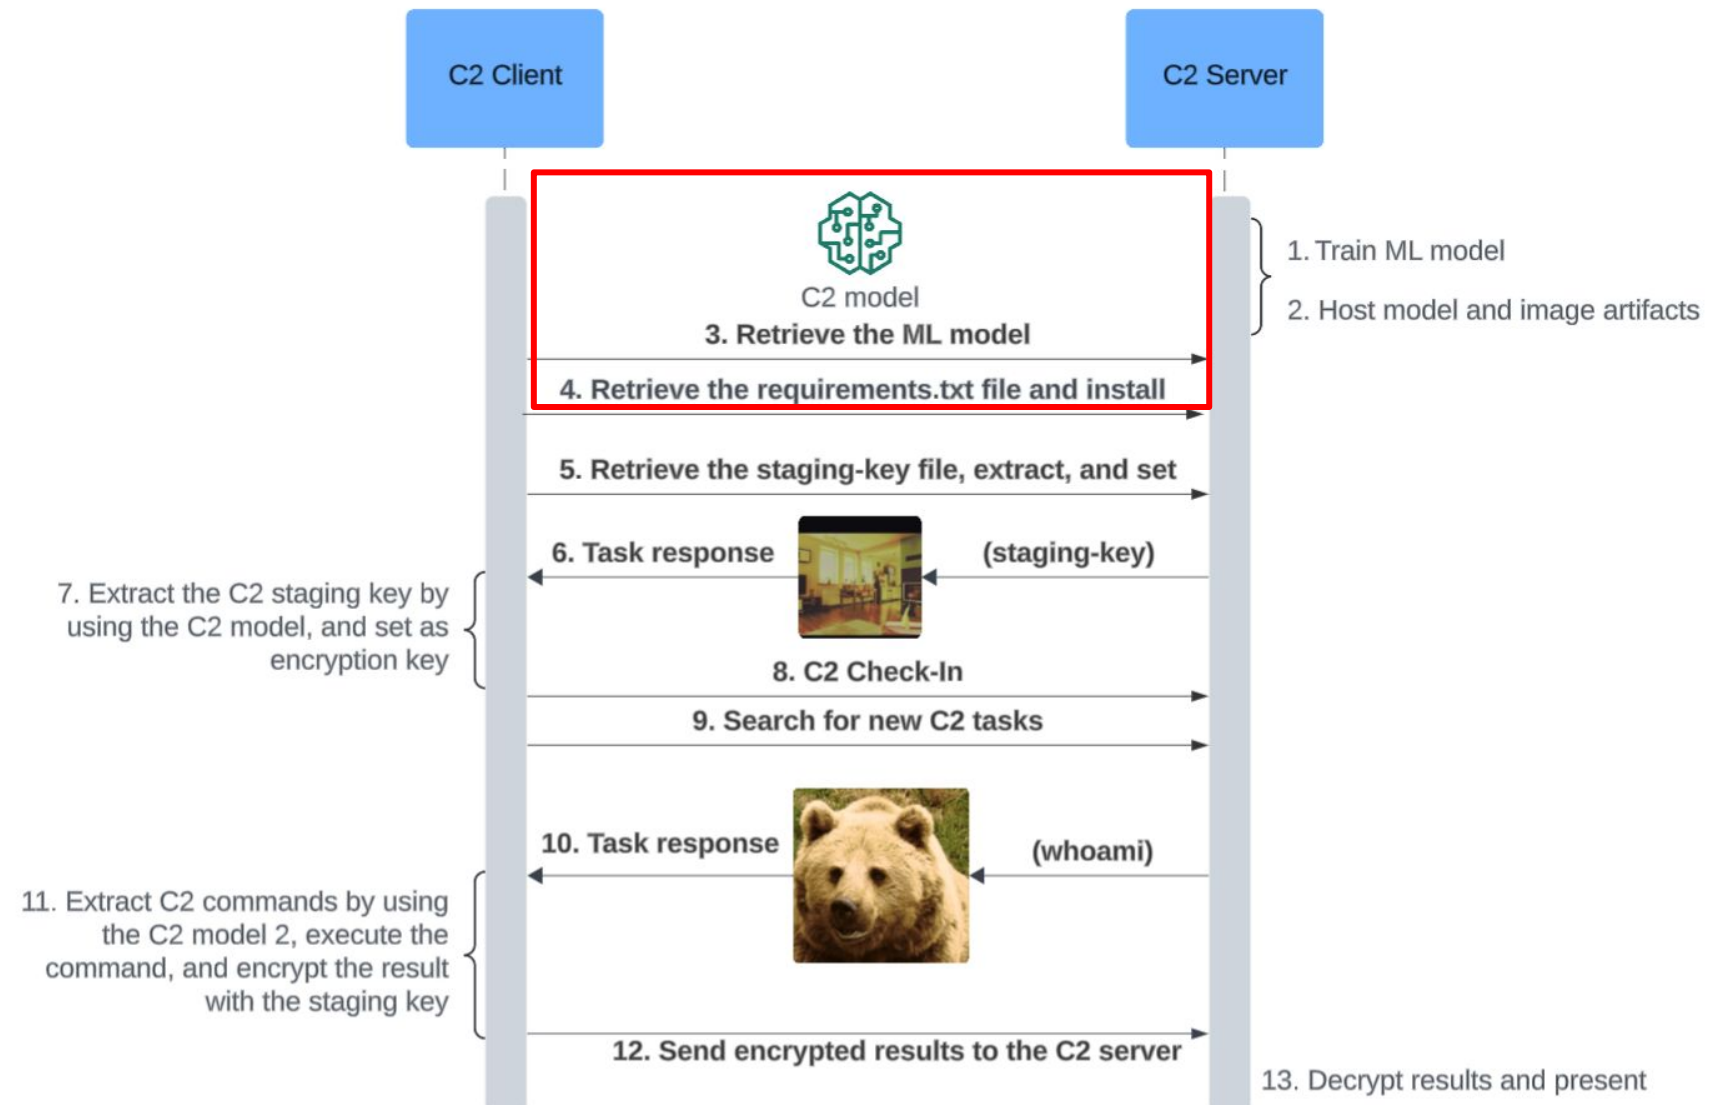 C2 Client
C2 Server
C2 model
1. Train ML model
2. Host model and image artifacts
3. Retrieve the ML model
4. Retrieve the requirements.txt file and install
5. Retrieve the staging-key file, extract, and set
6. Task response
(staging-key)
7. Extract the C2 staging key by
using the C2 model, and set as
encryption key
8. C2 Check-In
9. Search for new C2 tasks
10. Task response
(whoami)
11. Extract C2 commands by using
the C2 model 2, execute the
command, and encrypt the result
with the staging key
12. Send encrypted results to the C2 server
13. Decrypt results and present